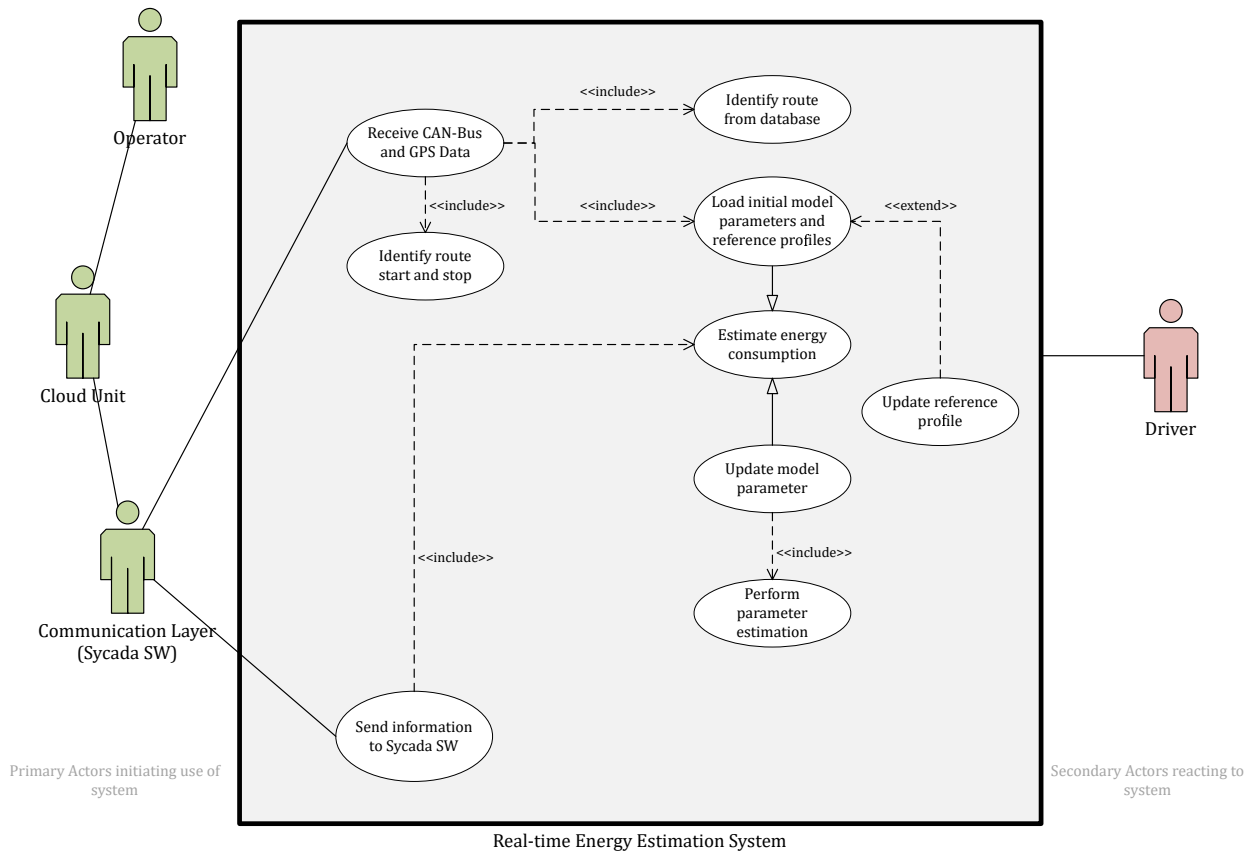 Operator
Cloud Unit
Communication Layer
(Sycada SW)
Primary Actors initiating use of
system
Receive CAN-Bus
and GPS Data
<<include>>
Identify route
from database
<<include>>
Identify route
start and stop
<<include>>
Load initial model
parameters and
reference profiles
<<extend>>
Estimate energy
consumption
Update reference
profile
Update model
parameter
<<include>>
<<include>>
Perform
parameter
estimation
Send information
to Sycada SW
Driver
Secondary Actors reacting to
system
Real-time Energy Estimation System